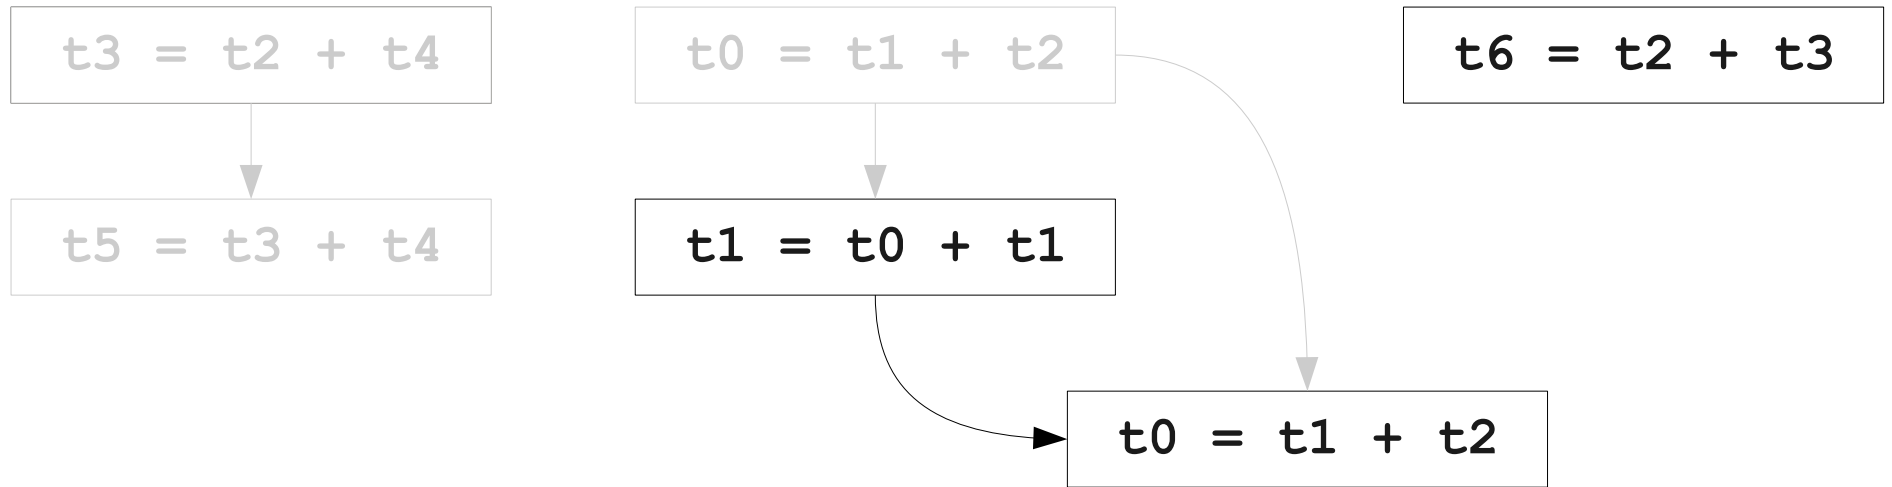 t3 = t2 + t4
t0 = t1 + t2
t6 = t2 + t3
t5 = t3 + t4
t1 = t0 + t1
t0 = t1 + t2